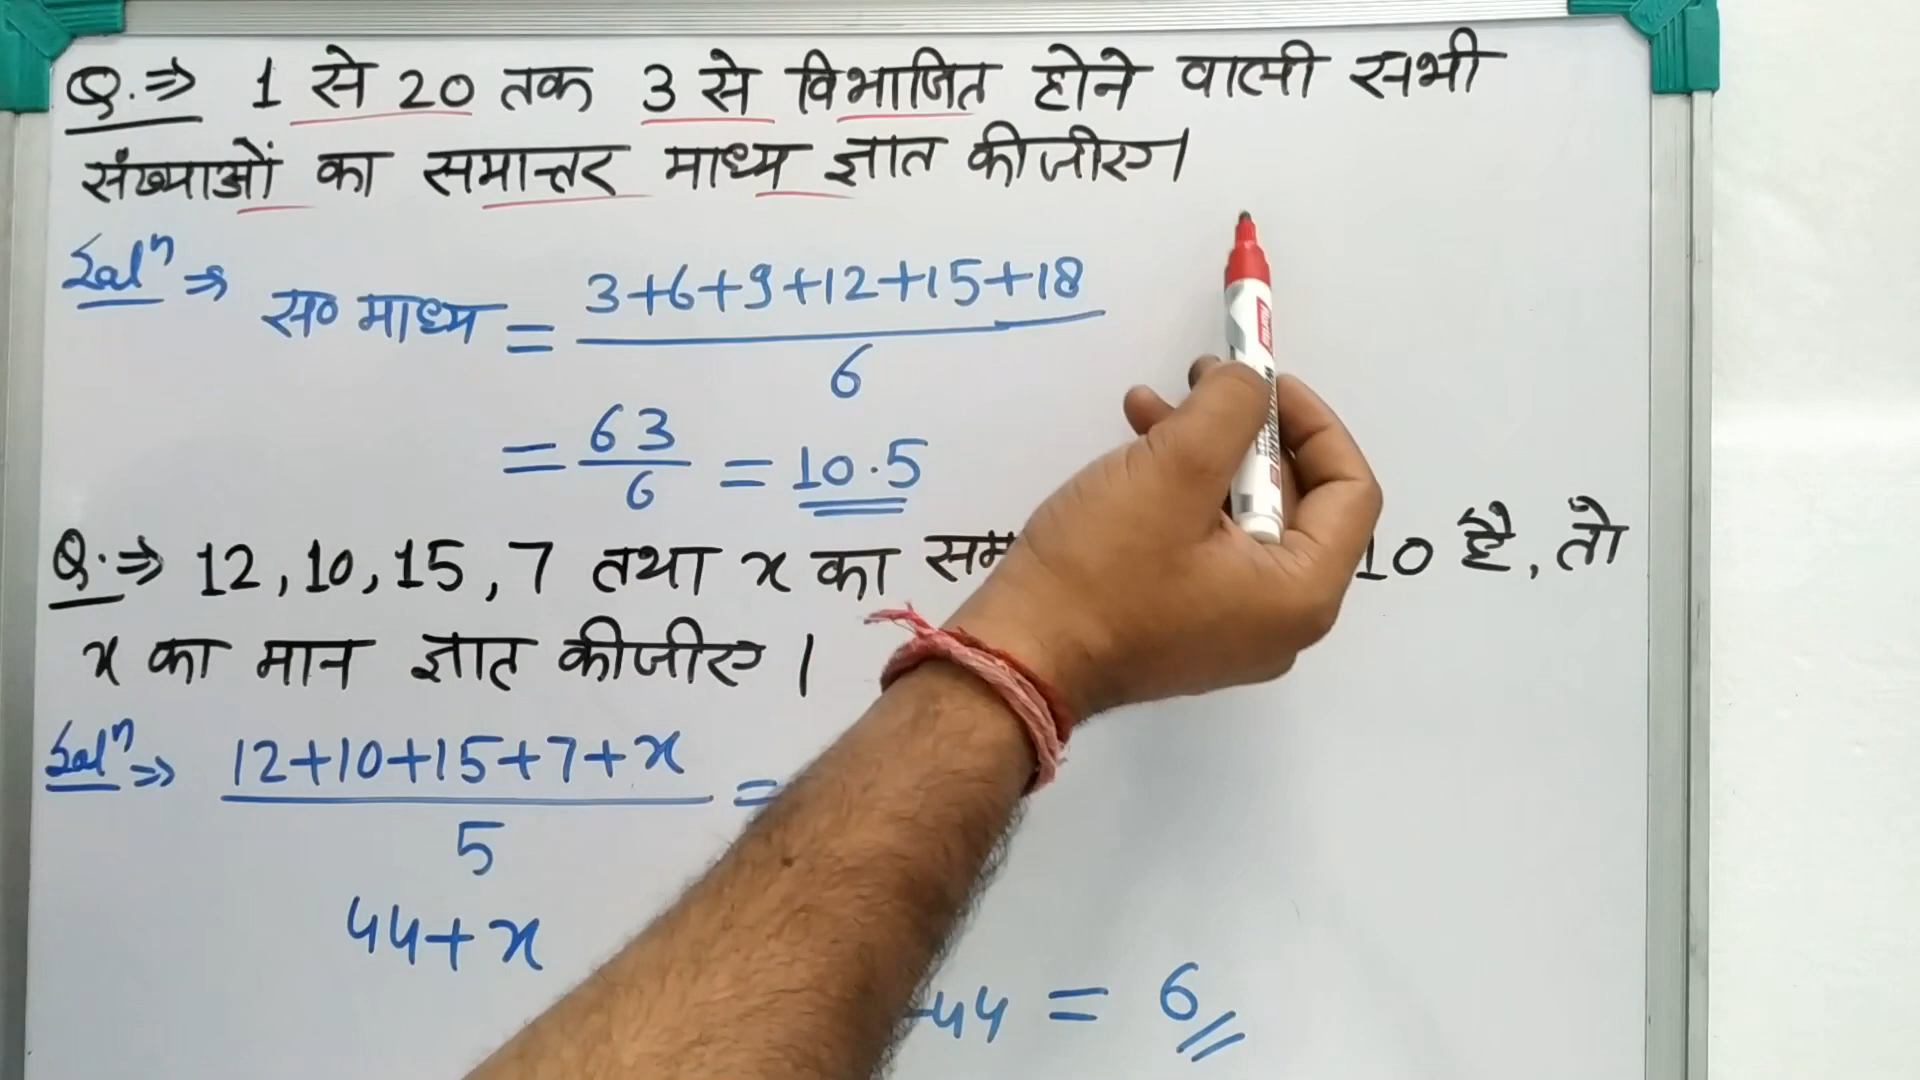 Q.⇒ 1 से 20 तक 3 से विभाजित होने वाली सभी
संख्याओं का समान्तर माध्य ज्ञात कीजीए।
Solⁿ ⇒ स० माध्य = 3+6+9+12+15+18
6
= 63/6 = 10.5
Q.⇒ 12, 10, 15, 7 तथा x का 10 है, तो
x का मान ज्ञात कीजीए।
Solⁿ ⇒ 12+10+15+7+x =
5
44+x
-44 = 6